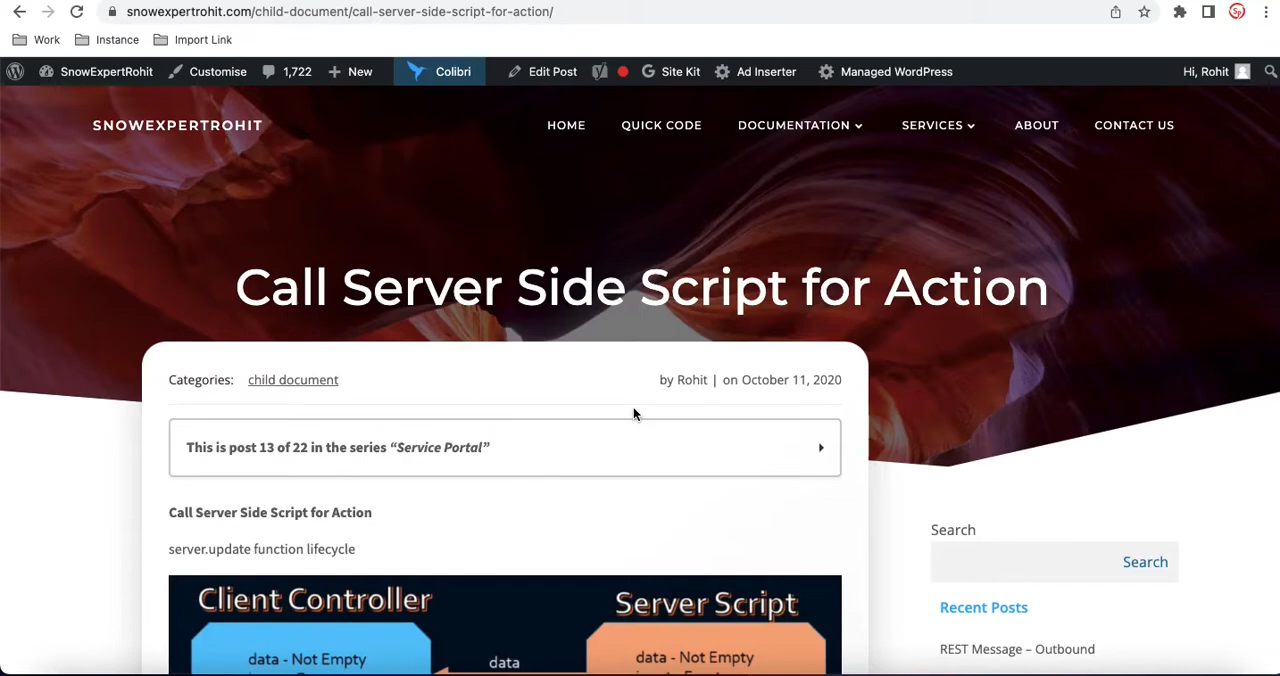 snowexpertrohit.com/child-document/call-server-side-script-for-action/
Sp
Work Instance Import Link
SnowExpertRohit Customise 1,722 New Colibri Edit Post Site Kit Ad Inserter Managed WordPress Hi, Rohit
SNOWEXPERTROHIT HOME QUICK CODE DOCUMENTATION SERVICES ABOUT CONTACT US
Call Server Side Script for Action
Categories: child document by Rohit | on October 11, 2020
This is post 13 of 22 in the series “Service Portal”
Call Server Side Script for Action
server.update function lifecycle
Client Controller Server Script
data - Not Empty data data - Not Empty
Search
Search
Recent Posts
REST Message – Outbound